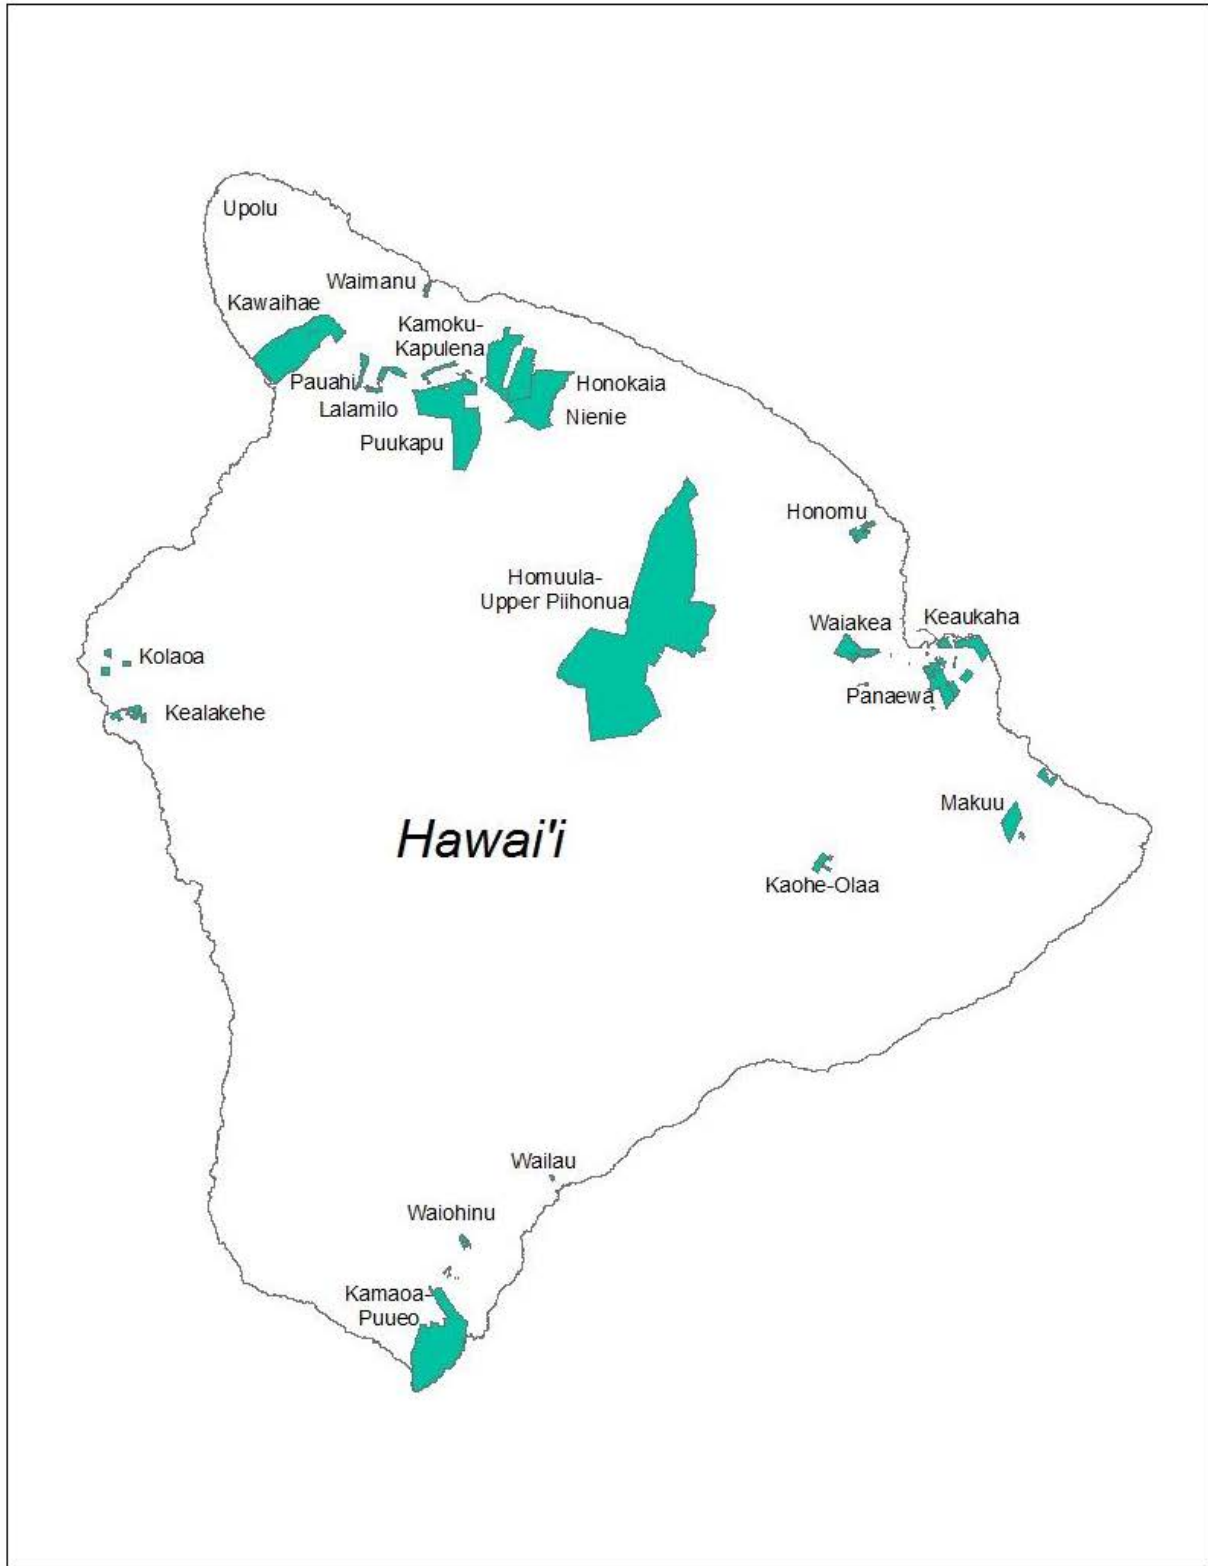 Upolu
Waimanu
Kawaihae
Kamoku-
Kapulena
Pauahi
Honokaia
Lalamilo
Nienie
Puukapu
Honomu
Homuula-
Upper Piihonua
Waiakea
Keaukaha
Kolaoa
Panaewa
Kealakehe
Makuu
Hawai'i
Kaohe-Olaa
Wailau
Waiohinu
Kamaoa-
Puueo